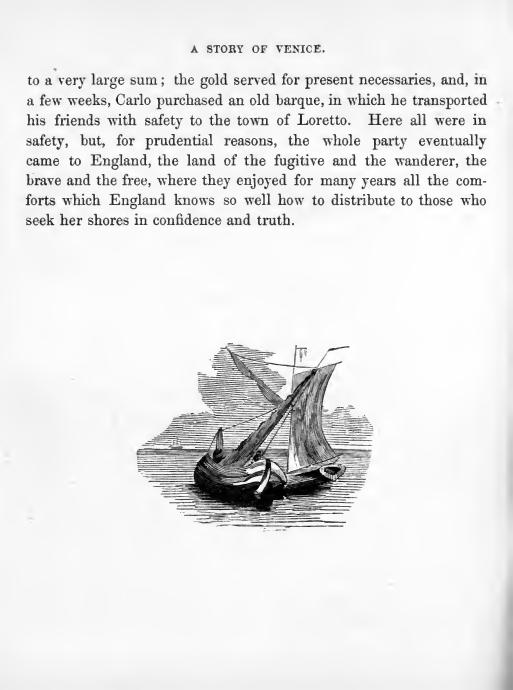 A STORY OF VENICE.
to a very large sum; the gold served for present necessaries, and, in
a few weeks, Carlo purchased an old barque, in which he transported
his friends with safety to the town of Loretto. Here all were in
safety, but, for prudential reasons, the whole party eventually
came to England, the land of the fugitive and the wanderer, the
brave and the free, where they enjoyed for many years all the com-
forts which England knows so well how to distribute to those who
seek her shores in confidence and truth.